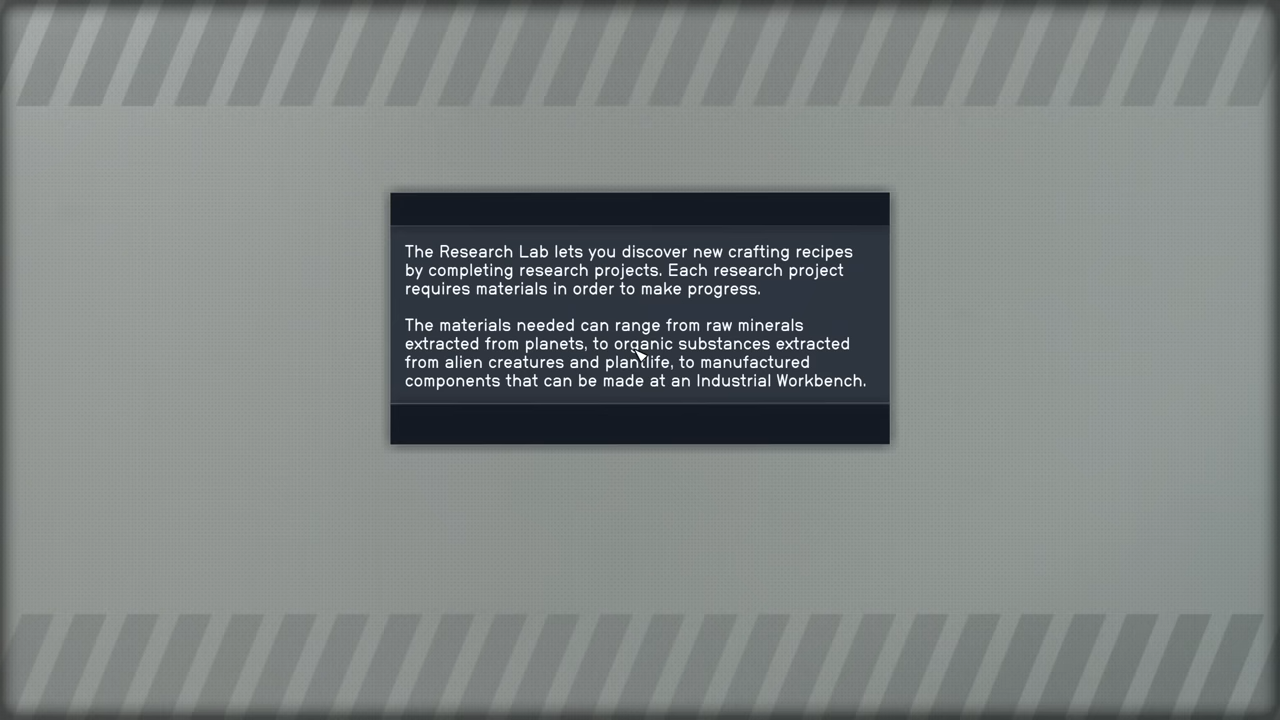 The Research Lab lets you discover new crafting recipes
by completing research projects. Each research project
requires materials in order to make progress.
The materials needed can range from raw minerals
extracted from planets, to organic substances extracted
from alien creatures and plantlife, to manufactured
components that can be made at an Industrial Workbench.